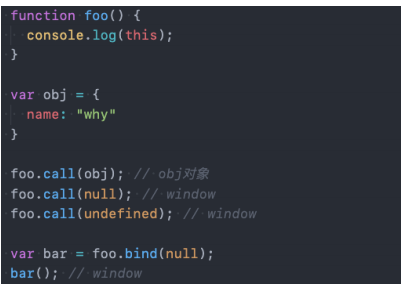 function foo() {
  console.log(this);
}
var obj = {
  name: "why"
}
foo.call(obj); // obj对象
foo.call(null); // window
foo.call(undefined); // window
var bar = foo.bind(null);
bar(); // window